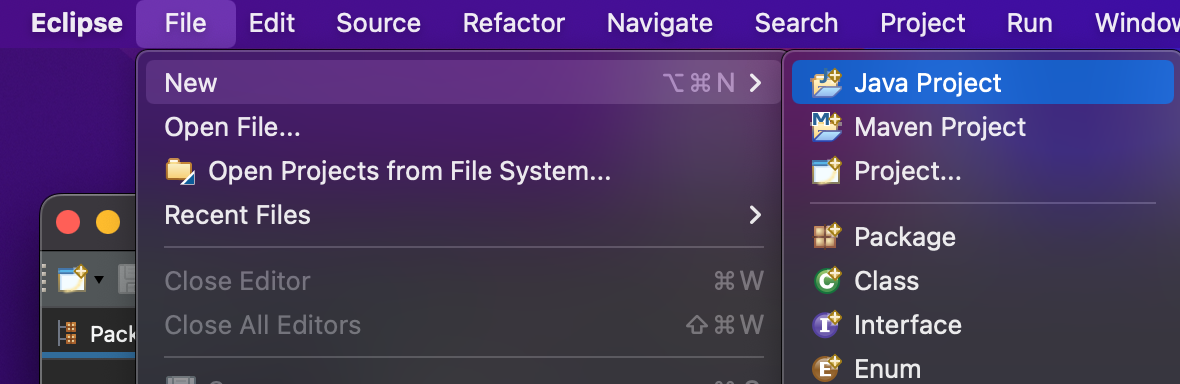 Eclipse File Edit Source Refactor Navigate Search Project Run Window
New ⌥⌘N
Open File...
Open Projects from File System...
Recent Files
Close Editor ⌘W
Close All Editors ⇧⌘W
Java Project
Maven Project
Project...
Package
Class
Interface
Enum
Pack